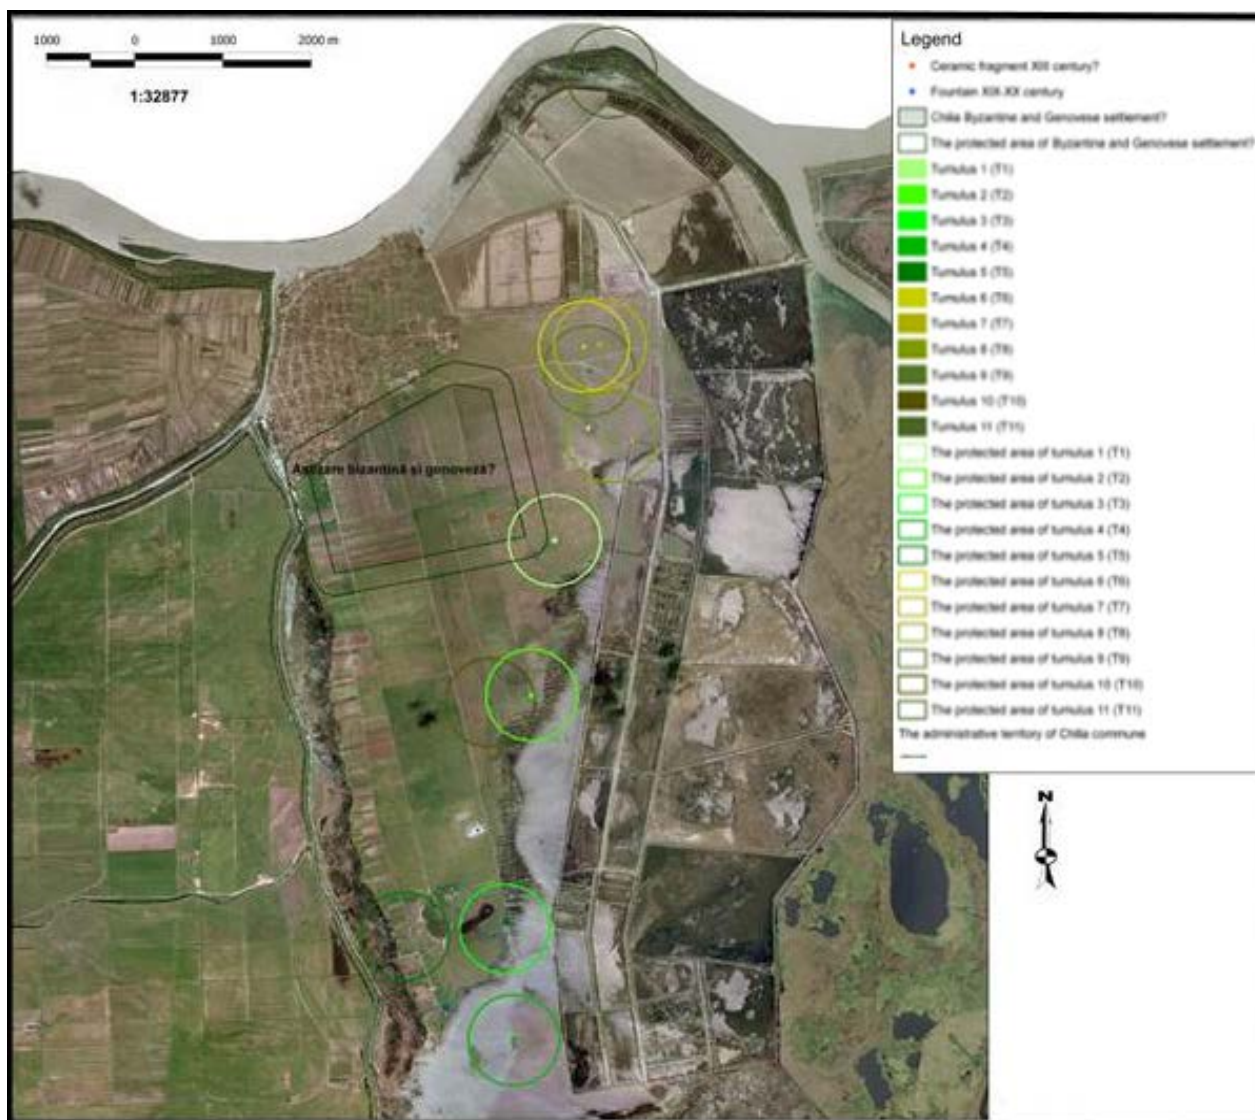 1000 0 1000 2000 m
1:32877
Legend
Ceramic fragment XIII century?
Fountain XIX-XX century
Chilia Byzantine and Genovese settlement?
The protected area of Byzantine and Genovese settlement?
Tumulus 1 (T1)
Tumulus 2 (T2)
Tumulus 3 (T3)
Tumulus 4 (T4)
Tumulus 5 (T5)
Tumulus 6 (T6)
Tumulus 7 (T7)
Tumulus 8 (T8)
Tumulus 9 (T9)
Tumulus 10 (T10)
Tumulus 11 (T11)
The protected area of tumulus 1 (T1)
The protected area of tumulus 2 (T2)
The protected area of tumulus 3 (T3)
The protected area of tumulus 4 (T4)
The protected area of tumulus 5 (T5)
The protected area of tumulus 6 (T6)
The protected area of tumulus 7 (T7)
The protected area of tumulus 8 (T8)
The protected area of tumulus 9 (T9)
The protected area of tumulus 10 (T10)
The protected area of tumulus 11 (T11)
The administrative territory of Chilia commune
Așezare bizantină și genoveză?
N